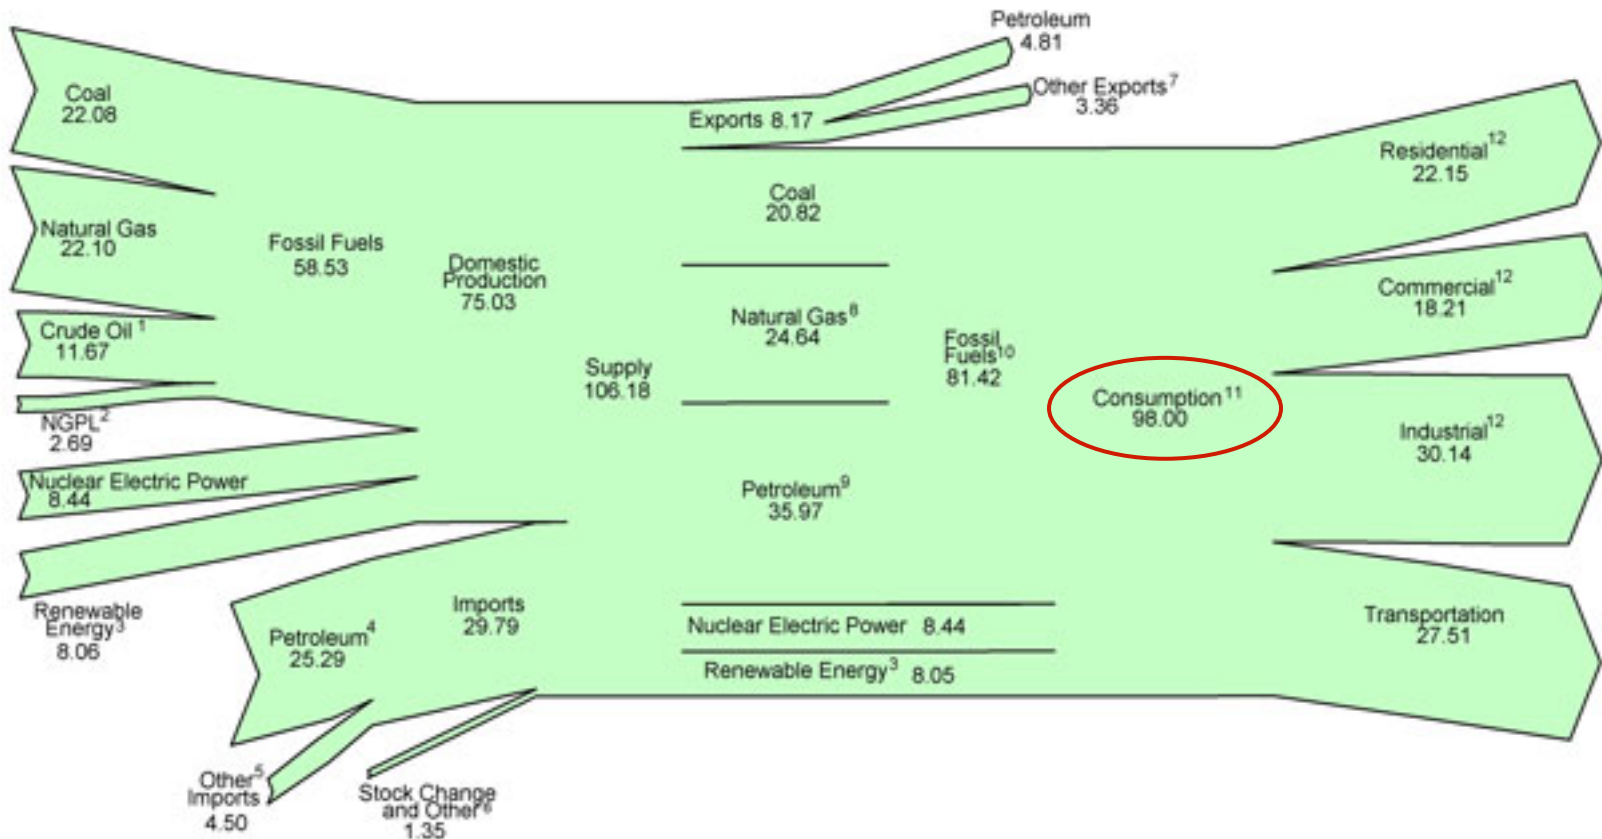 Petroleum
4.81
Other Exports⁷
3.36
Exports 8.17
Coal
22.08
Natural Gas
22.10
Crude Oil¹
11.67
NGPL²
2.69
Nuclear Electric Power
8.44
Renewable
Energy³
8.06
Fossil Fuels
58.53
Domestic
Production
75.03
Petroleum⁴
25.29
Imports
29.79
Other⁵
Imports
4.50
Stock Change
and Other⁶
1.35
Supply
106.18
Coal
20.82
Natural Gas⁸
24.64
Petroleum⁹
35.97
Nuclear Electric Power 8.44
Renewable Energy³ 8.05
Fossil
Fuels¹⁰
81.42
Consumption¹¹
98.00
Residential¹²
22.15
Commercial¹²
18.21
Industrial¹²
30.14
Transportation
27.51